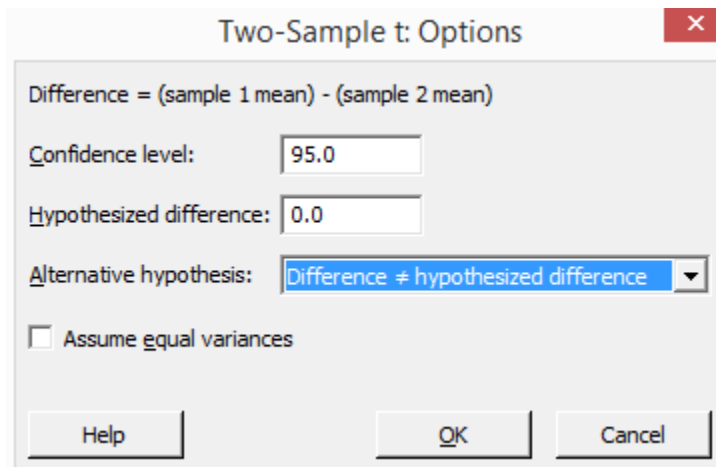 Two-Sample t: Options
Difference = (sample 1 mean) - (sample 2 mean)
Confidence level: 95.0
Hypothesized difference: 0.0
Alternative hypothesis: Difference ≠ hypothesized difference
Assume equal variances
Help OK Cancel